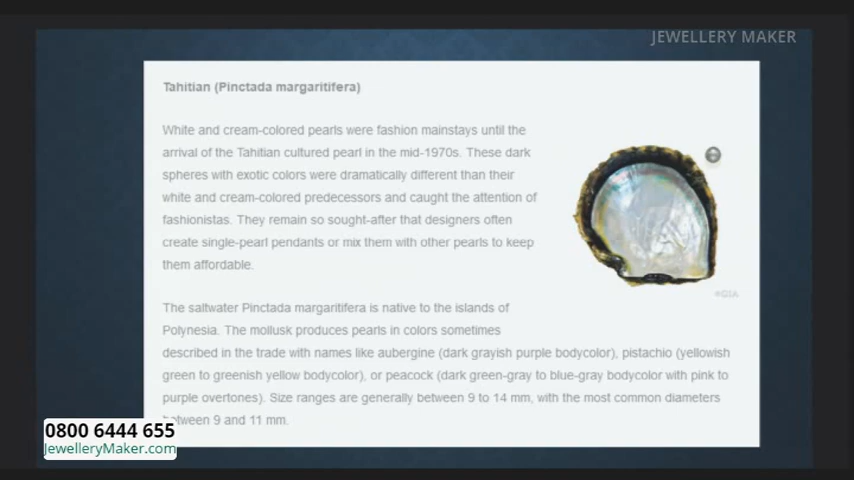 JEWELLERY MAKER
Tahitian (Pinctada margaritifera)
White and cream-colored pearls were fashion mainstays until the
arrival of the Tahitian cultured pearl in the mid-1970s. These dark
spheres with exotic colors were dramatically different than their
white and cream-colored predecessors and caught the attention of
fashionistas. They remain so sought-after that designers often
create single-pearl pendants or mix them with other pearls to keep
them affordable.
©GIA
The saltwater Pinctada margaritifera is native to the islands of
Polynesia. The mollusk produces pearls in colors sometimes
described in the trade with names like aubergine (dark grayish purple bodycolor), pistachio (yellowish
green to greenish yellow bodycolor), or peacock (dark green-gray to blue-gray bodycolor with pink to
purple overtones). Size ranges are generally between 9 to 14 mm, with the most common diameters
between 9 and 11 mm.
0800 6444 655
JewelleryMaker.com